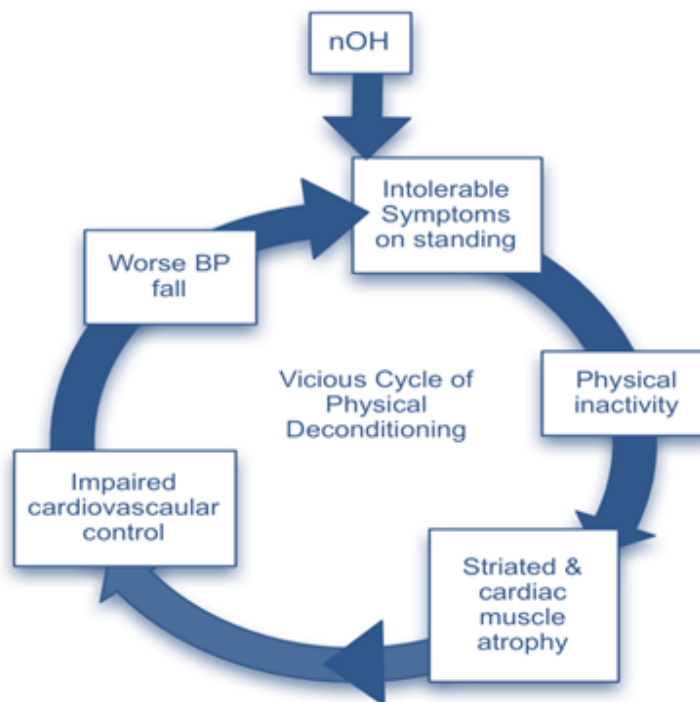 nOH
Intolerable
Symptoms
on standing
Physical
inactivity
Striated &
cardiac
muscle
atrophy
Impaired
cardiovascaular
control
Worse BP
fall
Vicious Cycle of
Physical
Deconditioning